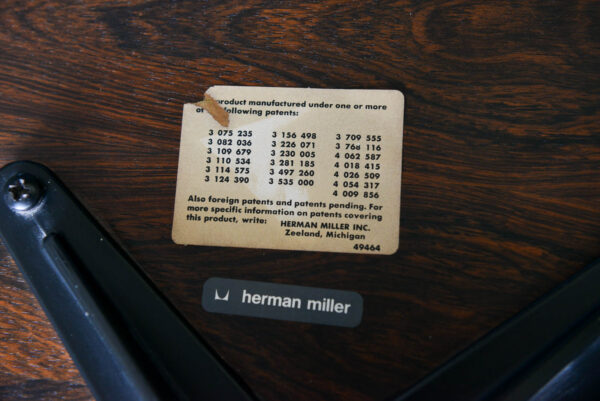 product manufactured under one or more
of following patents:
3 075 235 3 156 498 3 709 555
3 082 036 3 226 071 3 768 116
3 109 679 3 230 005 4 062 587
3 110 534 3 281 185 4 018 415
3 114 575 3 497 260 4 026 509
3 124 390 3 535 000 4 054 317
4 009 856
Also foreign patents and patents pending. For
more specific information on patents covering
this product, write: HERMAN MILLER INC.
Zeeland, Michigan
49464
herman miller